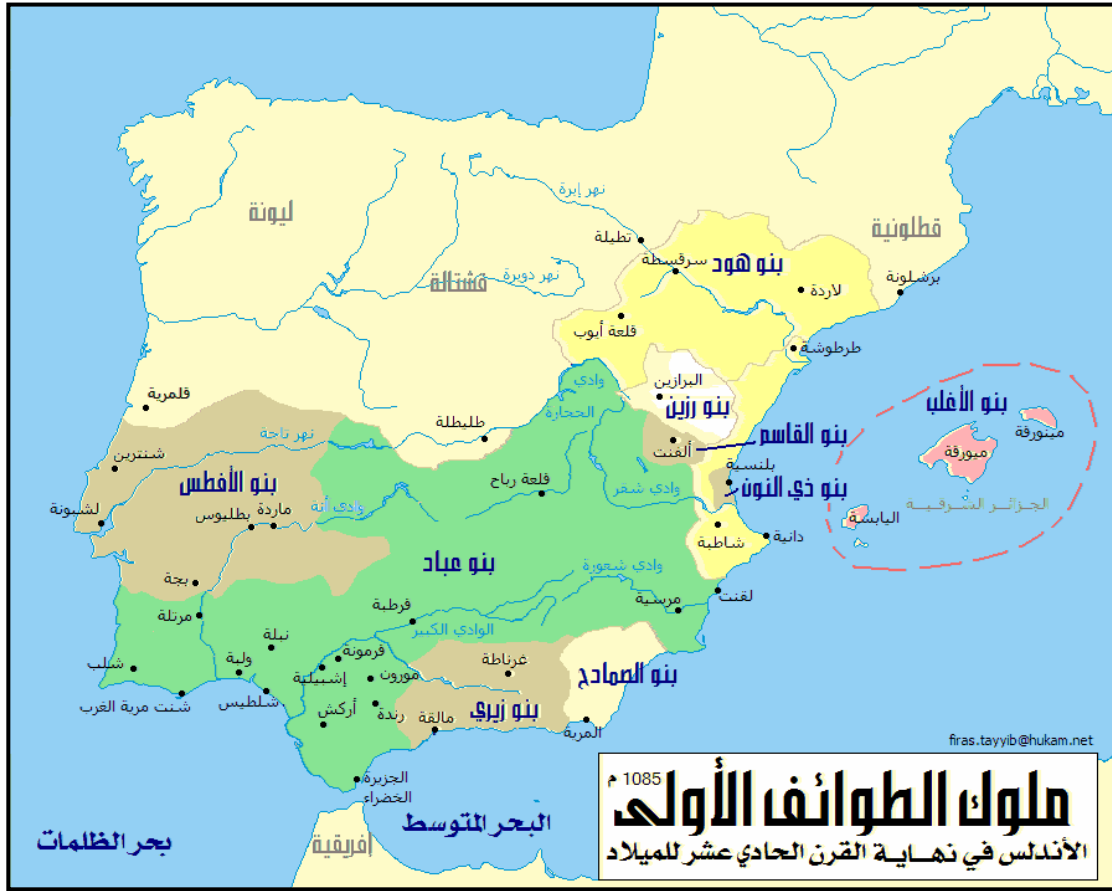 ليونة
قطلونية
نهر إبرة
تطيلة
سرقسطة
بنو هود
برشلونة
لاردة
قشتالة
نهر دويرة
قلعة أيوب
طرطوشة
وادي
الحجارة
البرازين
بنو رزين
بنو الأغلب
مينورقة
ميورقة
قلمرية
طليطلة
بنو القاسم
ألفنت
نهر تاجة
شنترين
بنو الأفطس
قلعة رباح
وادي شقر
بلنسية
بنو ذي النون
الجزائر الشرقية
اليابسة
لشبونة
وادي أنة
ماردة
بطليوس
شاطبة
دانية
بنو عباد
وادي شعورة
بجة
لقنت
مرسية
مرتلة
قرطبة
الوادي الكبير
نبلة
ولبة
قرمونة
غرناطة
شلب
إشبيلية
مورون
بنو الصمادح
شنت مرية الغرب
شلطيس
أركش
رندة
بنو زيري
مالقة
المرية
firas.tayyib@hukam.net
الجزيرة
الخضراء
1085 م
ملوك الطوائف الأولى
الأندلس في نهاية القرن الحادي عشر للميلاد
البحر المتوسط
إفريقية
بحر الظلمات